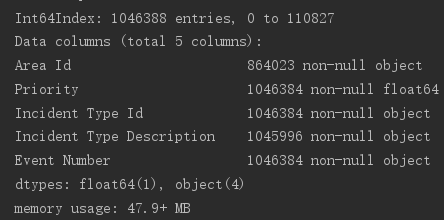 Int64Index: 1046388 entries, 0 to 110827
Data columns (total 5 columns):
Area Id 864023 non-null object
Priority 1046384 non-null float64
Incident Type Id 1046384 non-null object
Incident Type Description 1045996 non-null object
Event Number 1046384 non-null object
dtypes: float64(1), object(4)
memory usage: 47.9+ MB